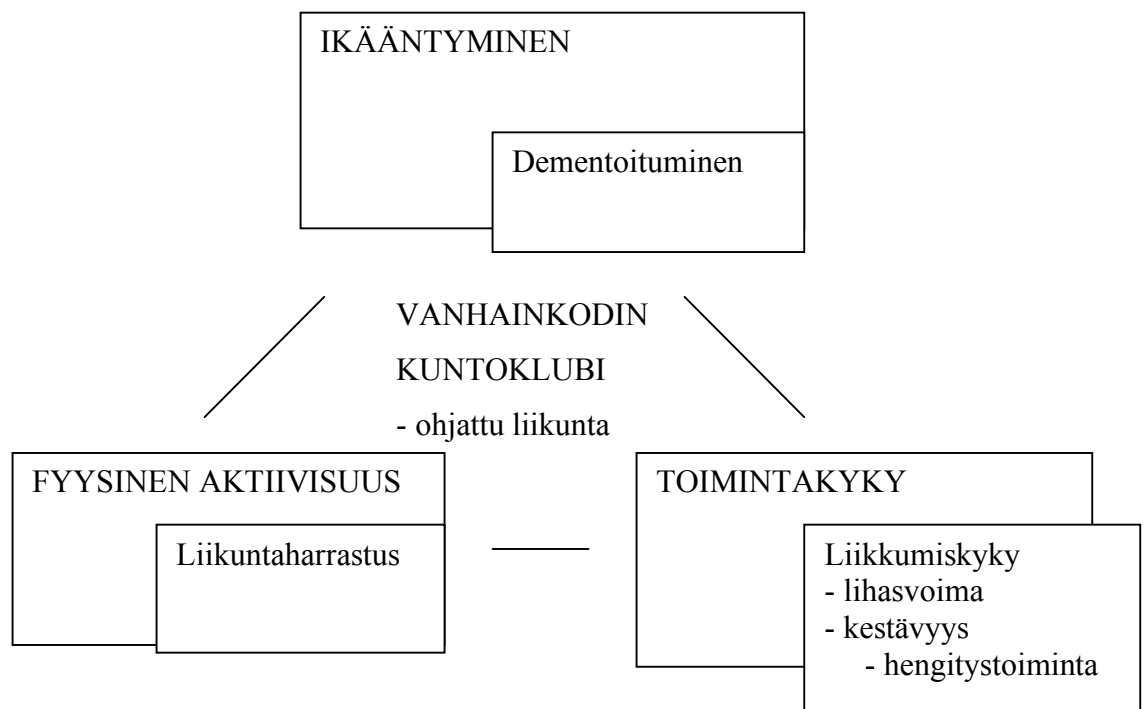 IKÄÄNTYMINEN
Dementoituminen
VANHAINKODIN
KUNTOKLUBI
- ohjattu liikunta
FYYSINEN AKTIIVISUUS
Liikuntaharrastus
TOIMINTAKYKY
Liikkumiskyky
- lihasvoima
- kestävyys
- hengitystoiminta